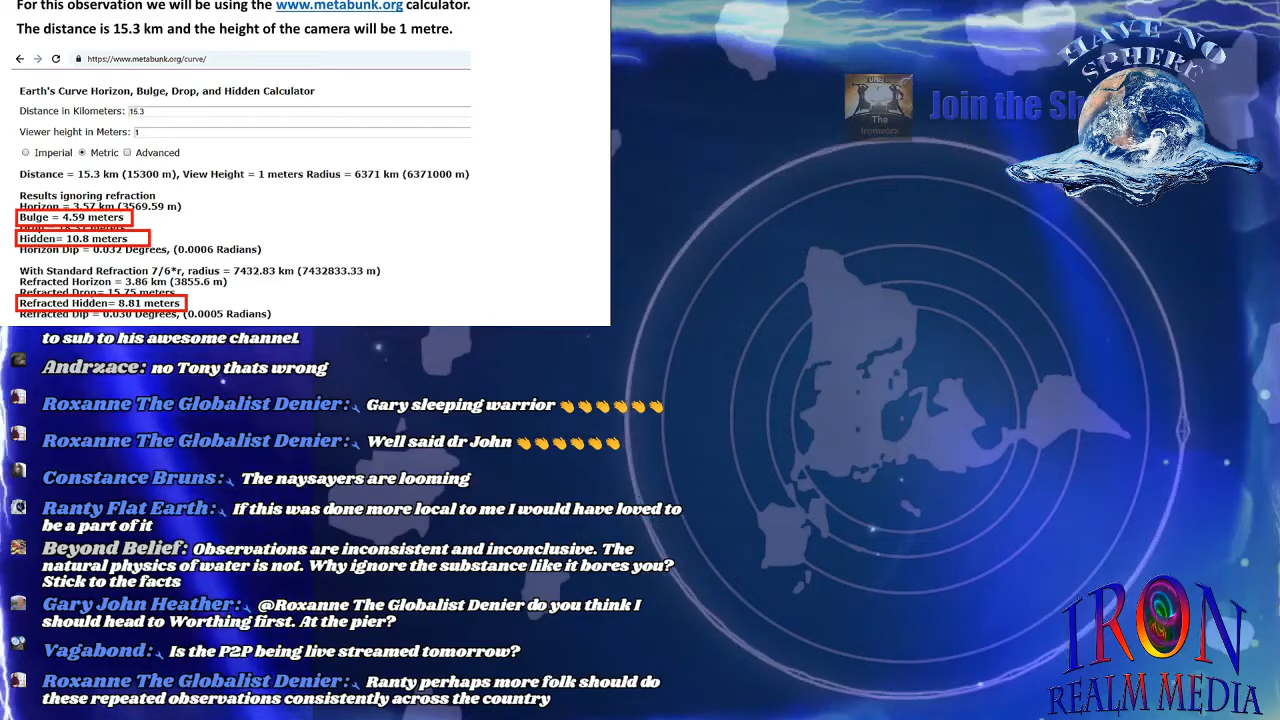 For this observation we will be using the www.metabunk.org calculator.
The distance is 15.3 km and the height of the camera will be 1 metre.
https://www.metabunk.org/curve/
Earth's Curve Horizon, Bulge, Drop, and Hidden Calculator
Distance in Kilometers: 15.3
Viewer height in Meters: 1
Imperial Metric Advanced
Distance = 15.3 km (15300 m), View Height = 1 meters Radius = 6371 km (6371000 m)
Results ignoring refraction
Horizon = 3.57 km (3569.59 m)
Bulge = 4.59 meters
Hidden= 10.8 meters
Horizon Dip = 0.032 Degrees, (0.0006 Radians)
With Standard Refraction 7/6*r, radius = 7432.83 km (7432833.33 m)
Refracted Horizon = 3.86 km (3855.6 m)
Refracted Drop= 15.75 meters
Refracted Hidden= 8.81 meters
Refracted Dip = 0.030 Degrees, (0.0005 Radians)
HAVE NO
SPHERE
The
Ironworx
Join the Sh
to sub to his awesome channel
Andrzace: no Tony thats wrong
Roxanne The Globalist Denier: Gary sleeping warrior 👏👏👏👏👏👏
Roxanne The Globalist Denier: Well said dr John 👏👏👏👏👏👏
Constance Bruns: The naysayers are looming
Ranty Flat Earth: If this was done more local to me I would have loved to
be a part of it
Beyond Belief: Observations are inconsistent and inconclusive. The
natural physics of water is not. Why ignore the substance like it bores you?
Stick to the facts
Gary John Heather: @Roxanne The Globalist Denier do you think I
should head to Worthing first. At the pier?
Vagabond: Is the P2P being live streamed tomorrow?
Roxanne The Globalist Denier: Ranty perhaps more folk should do
these repeated observations consistently across the country
IRON
REALM MEDIA